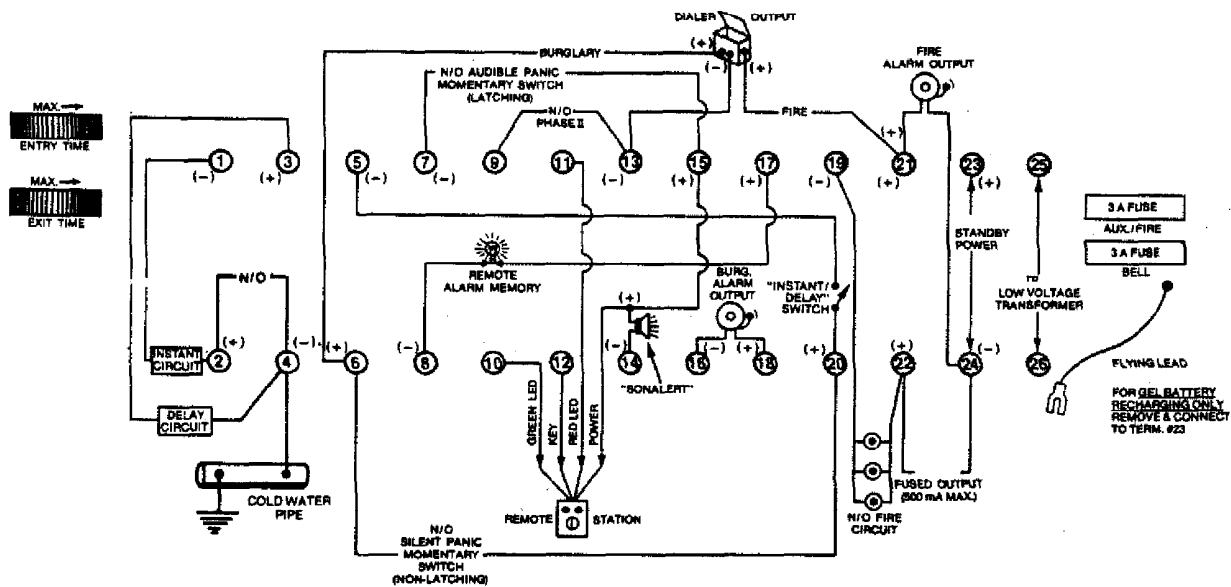 DIALER OUTPUT
(+)
(-)
(+)
BURGLARY
N/O AUDIBLE PANIC
MOMENTARY SWITCH
(LATCHING)
N/O
PHASE II
FIRE
FIRE
ALARM OUTPUT
(+)
MAX.
ENTRY TIME
MAX.
EXIT TIME
1
(-)
3
(+)
5
(-)
7
(-)
9
11
13
(-)
15
(+)
17
(-)
19
(-)
21
(+)
23
(+)
25
3 A FUSE
AUX./FIRE
3 A FUSE
BELL
STANDBY
POWER
TO
LOW VOLTAGE
TRANSFORMER
N/O
REMOTE
ALARM MEMORY
BURG.
ALARM
OUTPUT
"INSTANT/
DELAY"
SWITCH
INSTANT
CIRCUIT
2
(+)
4
(-)
(+)
6
(-)
8
10
12
(+)
(-)
14
"SONALERT"
16
(-)
(+)
18
(+)
20
(+)
22
24
(-)
26
FLYING LEAD
FOR GEL BATTERY
RECHARGING ONLY
REMOVE & CONNECT
TO TERM. #23
DELAY
CIRCUIT
GREEN LED
KEY
RED LED
POWER
COLD WATER
PIPE
REMOTE STATION
FUSED OUTPUT
(500 mA MAX.)
N/O FIRE
CIRCUIT
N/O
SILENT PANIC
MOMENTARY
SWITCH
(NON-LATCHING)